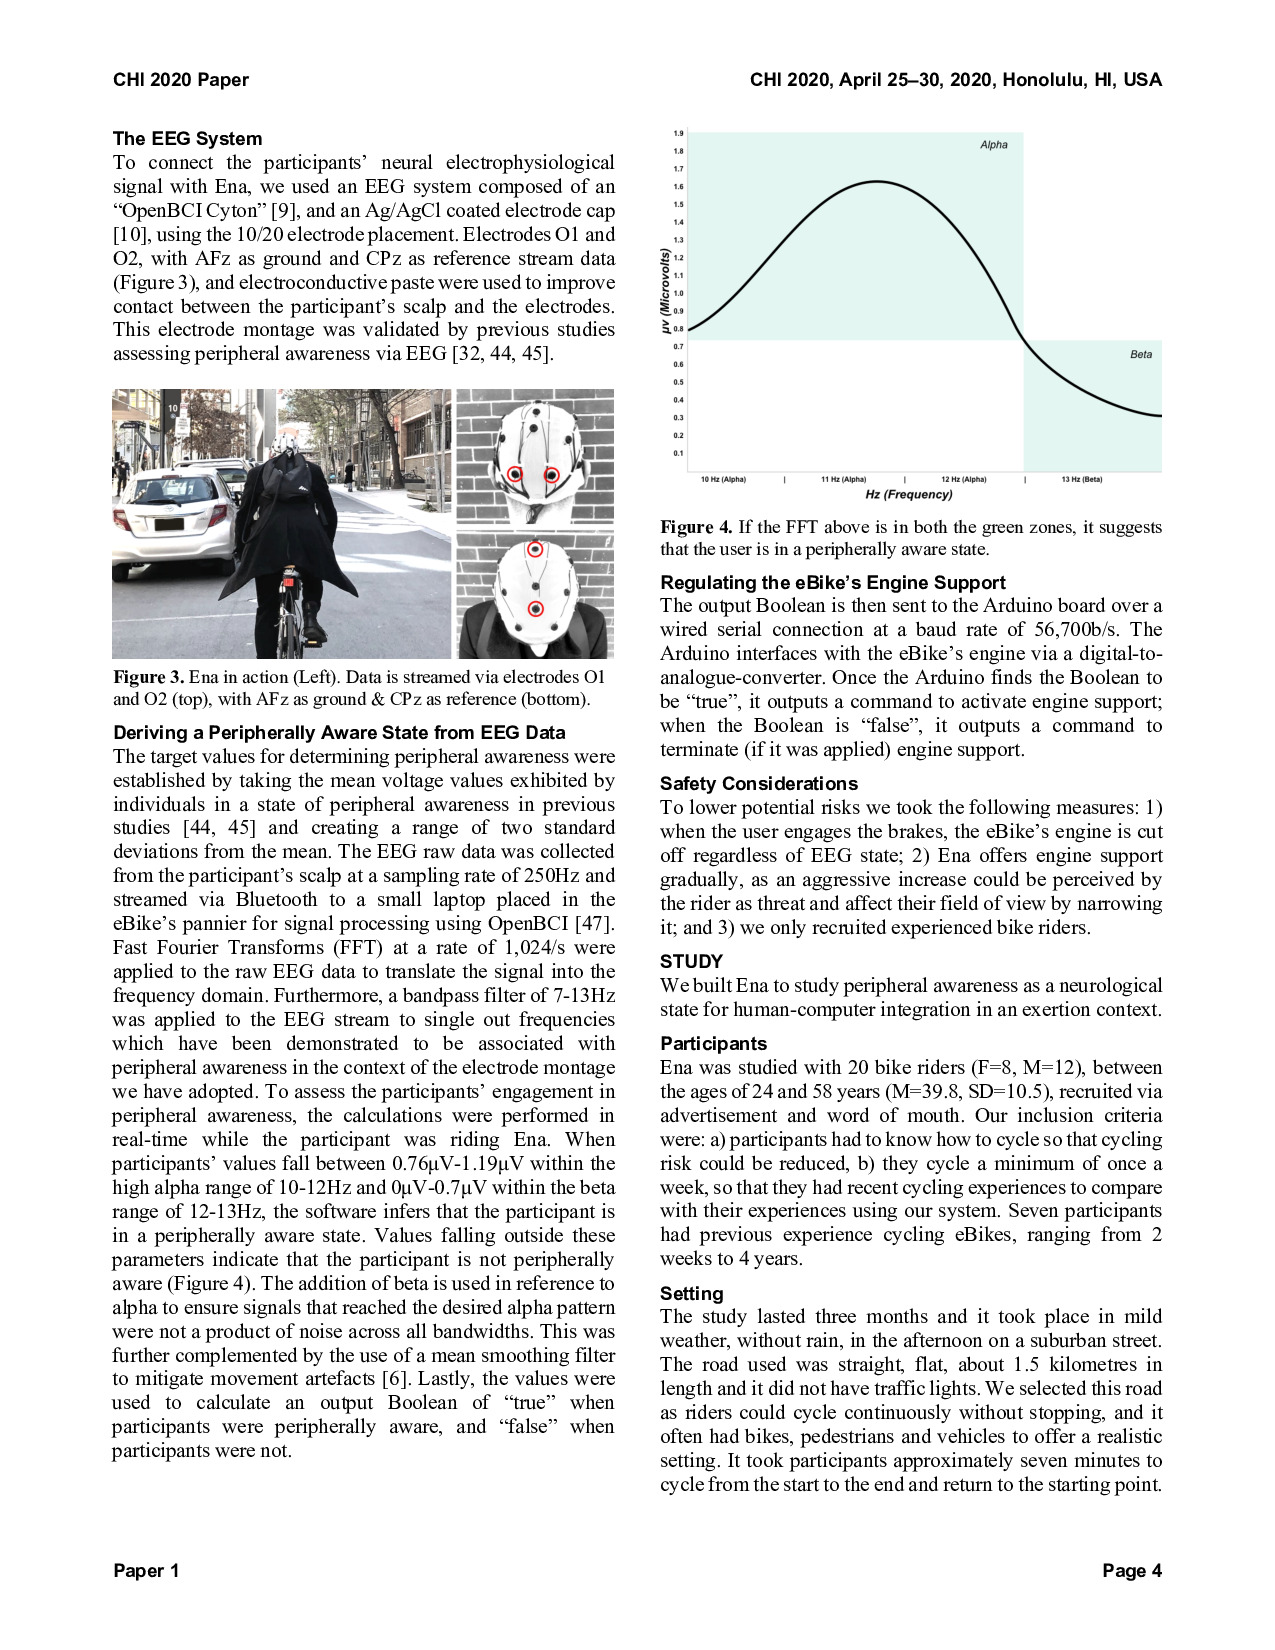 CHI 2020 Paper
CHI 2020, April 25–30, 2020, Honolulu, HI, USA
The EEG System
To connect the participants’ neural electrophysiological
signal with Ena, we used an EEG system composed of an
“OpenBCI Cyton” [9], and an Ag/AgCl coated electrode cap
[10], using the 10/20 electrode placement. Electrodes O1 and
O2, with AFz as ground and CPz as reference stream data
(Figure 3), and electroconductive paste were used to improve
contact between the participant’s scalp and the electrodes.
This electrode montage was validated by previous studies
assessing peripheral awareness via EEG [32, 44, 45].
10
Figure 3. Ena in action (Left). Data is streamed via electrodes O1
and O2 (top), with AFz as ground & CPz as reference (bottom).
Deriving a Peripherally Aware State from EEG Data
The target values for determining peripheral awareness were
established by taking the mean voltage values exhibited by
individuals in a state of peripheral awareness in previous
studies [44, 45] and creating a range of two standard
deviations from the mean. The EEG raw data was collected
from the participant’s scalp at a sampling rate of 250Hz and
streamed via Bluetooth to a small laptop placed in the
eBike’s pannier for signal processing using OpenBCI [47].
Fast Fourier Transforms (FFT) at a rate of 1,024/s were
applied to the raw EEG data to translate the signal into the
frequency domain. Furthermore, a bandpass filter of 7-13Hz
was applied to the EEG stream to single out frequencies
which have been demonstrated to be associated with
peripheral awareness in the context of the electrode montage
we have adopted. To assess the participants’ engagement in
peripheral awareness, the calculations were performed in
real-time while the participant was riding Ena. When
participants’ values fall between 0.76μV-1.19μV within the
high alpha range of 10-12Hz and 0μV-0.7μV within the beta
range of 12-13Hz, the software infers that the participant is
in a peripherally aware state. Values falling outside these
parameters indicate that the participant is not peripherally
aware (Figure 4). The addition of beta is used in reference to
alpha to ensure signals that reached the desired alpha pattern
were not a product of noise across all bandwidths. This was
further complemented by the use of a mean smoothing filter
to mitigate movement artefacts [6]. Lastly, the values were
used to calculate an output Boolean of “true” when
participants were peripherally aware, and “false” when
participants were not.
μv (Microvolts)
1.9
1.8
1.7
1.6
1.5
1.4
1.3
1.2
1.1
1.0
0.9
0.8
0.7
0.6
0.5
0.4
0.3
0.2
0.1
Alpha
Beta
10 Hz (Alpha) | 11 Hz (Alpha) | 12 Hz (Alpha) | 13 Hz (Beta)
Hz (Frequency)
Figure 4. If the FFT above is in both the green zones, it suggests
that the user is in a peripherally aware state.
Regulating the eBike’s Engine Support
The output Boolean is then sent to the Arduino board over a
wired serial connection at a baud rate of 56,700b/s. The
Arduino interfaces with the eBike’s engine via a digital-to-
analogue-converter. Once the Arduino finds the Boolean to
be “true”, it outputs a command to activate engine support;
when the Boolean is “false”, it outputs a command to
terminate (if it was applied) engine support.
Safety Considerations
To lower potential risks we took the following measures: 1)
when the user engages the brakes, the eBike’s engine is cut
off regardless of EEG state; 2) Ena offers engine support
gradually, as an aggressive increase could be perceived by
the rider as threat and affect their field of view by narrowing
it; and 3) we only recruited experienced bike riders.
STUDY
We built Ena to study peripheral awareness as a neurological
state for human-computer integration in an exertion context.
Participants
Ena was studied with 20 bike riders (F=8, M=12), between
the ages of 24 and 58 years (M=39.8, SD=10.5), recruited via
advertisement and word of mouth. Our inclusion criteria
were: a) participants had to know how to cycle so that cycling
risk could be reduced, b) they cycle a minimum of once a
week, so that they had recent cycling experiences to compare
with their experiences using our system. Seven participants
had previous experience cycling eBikes, ranging from 2
weeks to 4 years.
Setting
The study lasted three months and it took place in mild
weather, without rain, in the afternoon on a suburban street.
The road used was straight, flat, about 1.5 kilometres in
length and it did not have traffic lights. We selected this road
as riders could cycle continuously without stopping, and it
often had bikes, pedestrians and vehicles to offer a realistic
setting. It took participants approximately seven minutes to
cycle from the start to the end and return to the starting point.
Paper 1
Page 4